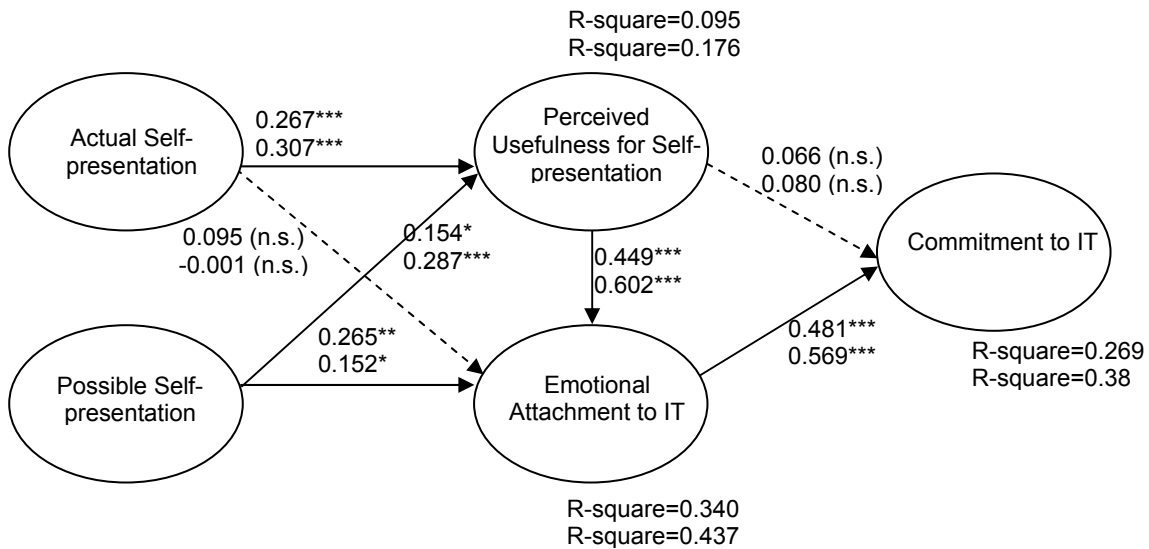 R-square=0.095
R-square=0.176
Actual Self-
presentation
0.267***
0.307***
Perceived
Usefulness for Self-
presentation
0.066 (n.s.)
0.080 (n.s.)
0.095 (n.s.)
-0.001 (n.s.)
0.154*
0.287***
0.449***
0.602***
Commitment to IT
0.265**
0.152*
0.481***
0.569***
R-square=0.269
R-square=0.38
Possible Self-
presentation
Emotional
Attachment to IT
R-square=0.340
R-square=0.437